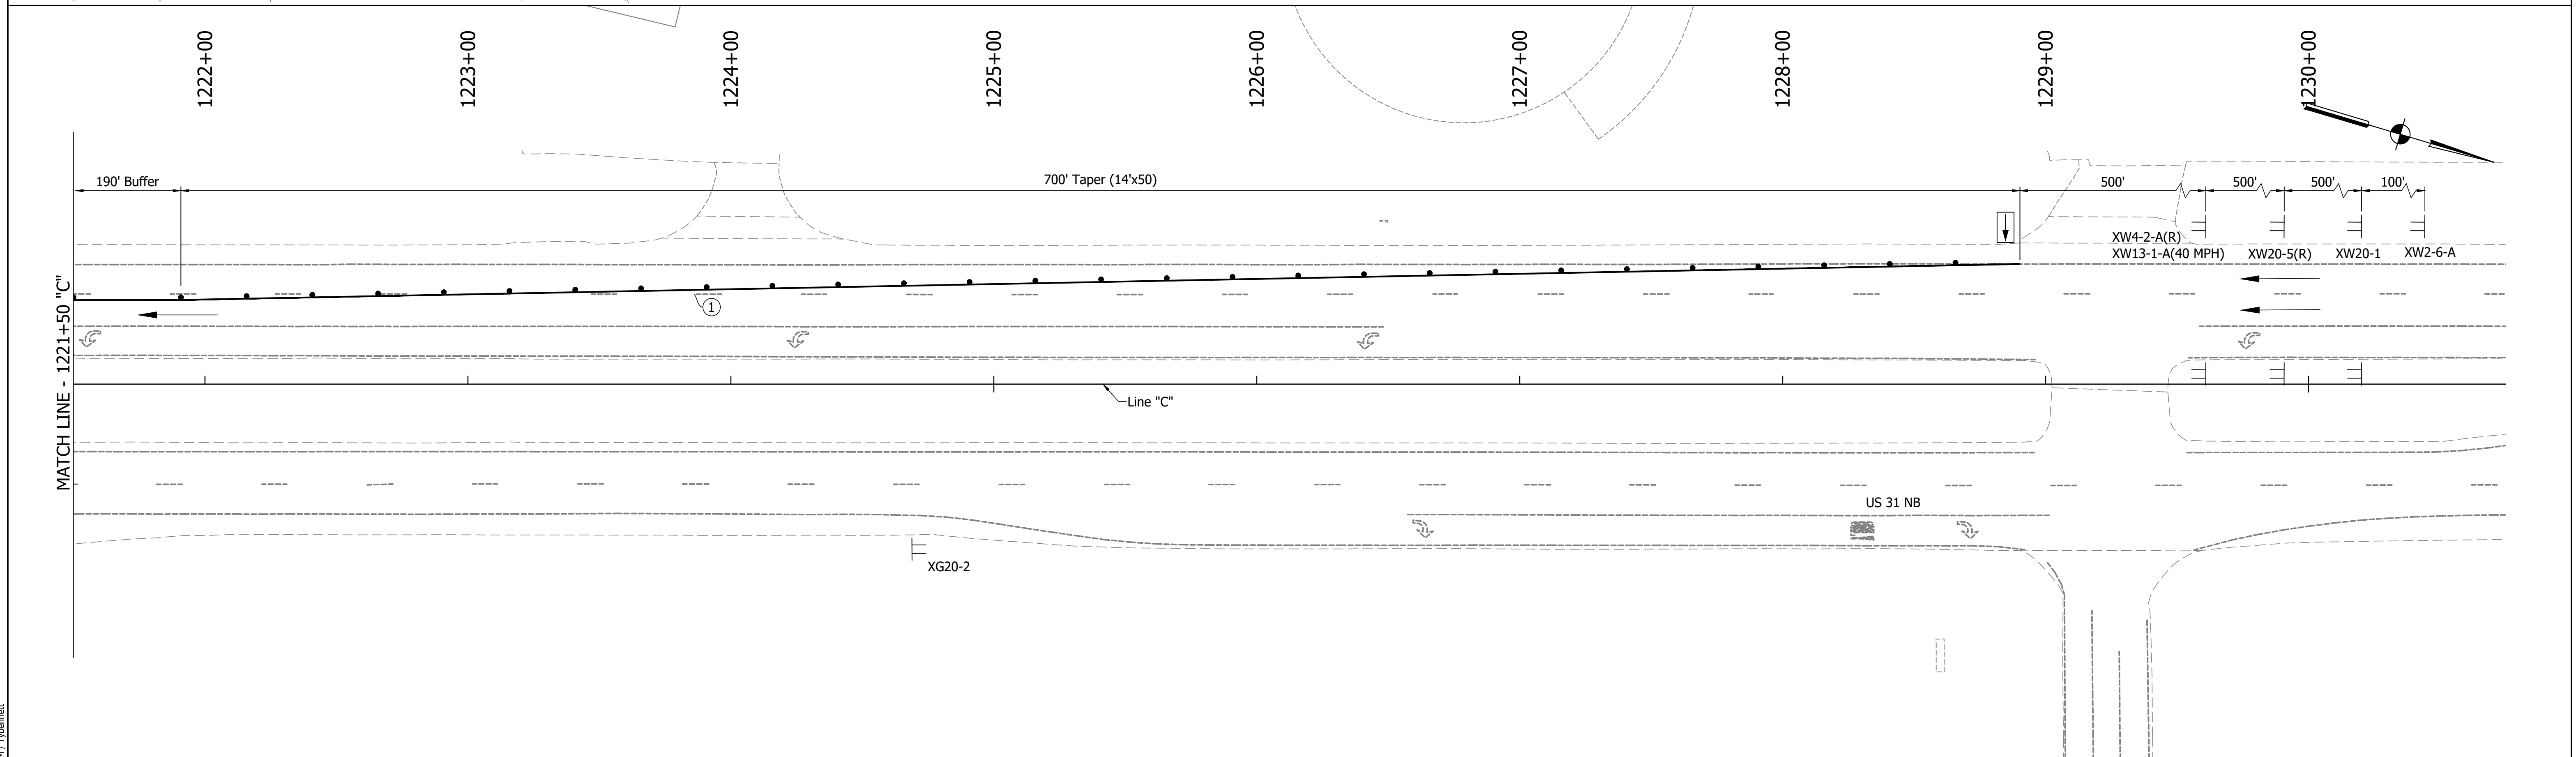 1222+00
1223+00
1224+00
1225+00
1226+00
1227+00
1228+00
1229+00
1230+00
190' Buffer
700' Taper (14'x50)
500'
500'
500'
100'
XW4-2-A(R)
XW13-1-A(40 MPH)
XW20-5(R)
XW20-1
XW2-6-A
1
MATCH LINE - 1221+50 "C"
Line "C"
US 31 NB
XG20-2